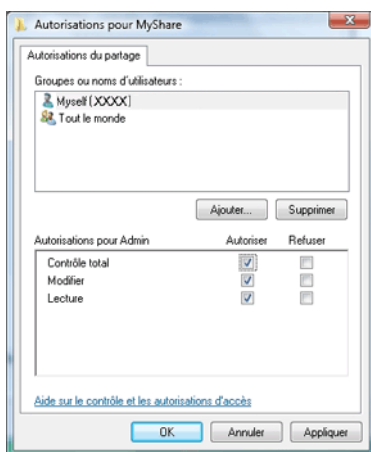 Autorisations pour MyShare
Autorisations du partage
Groupes ou noms d'utilisateurs :
Myself (XXXX)
Tout le monde
Ajouter... Supprimer
Autorisations pour Admin Autoriser Refuser
Contrôle total
Modifier
Lecture
Aide sur le contrôle et les autorisations d'accès
OK Annuler Appliquer